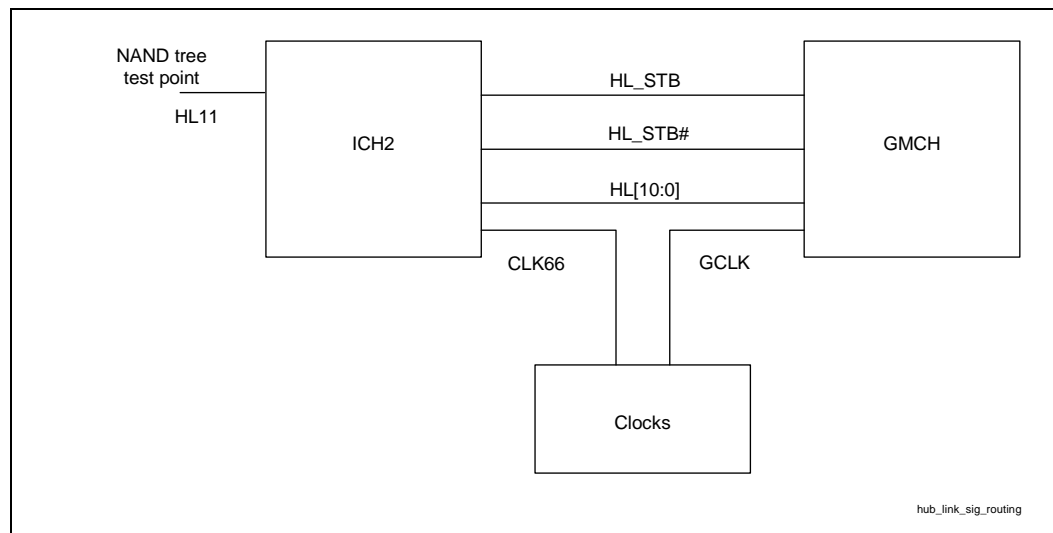 NAND tree
test point
HL11
ICH2
HL_STB
HL_STB#
HL[10:0]
GMCH
CLK66
GCLK
Clocks
hub_link_sig_routing